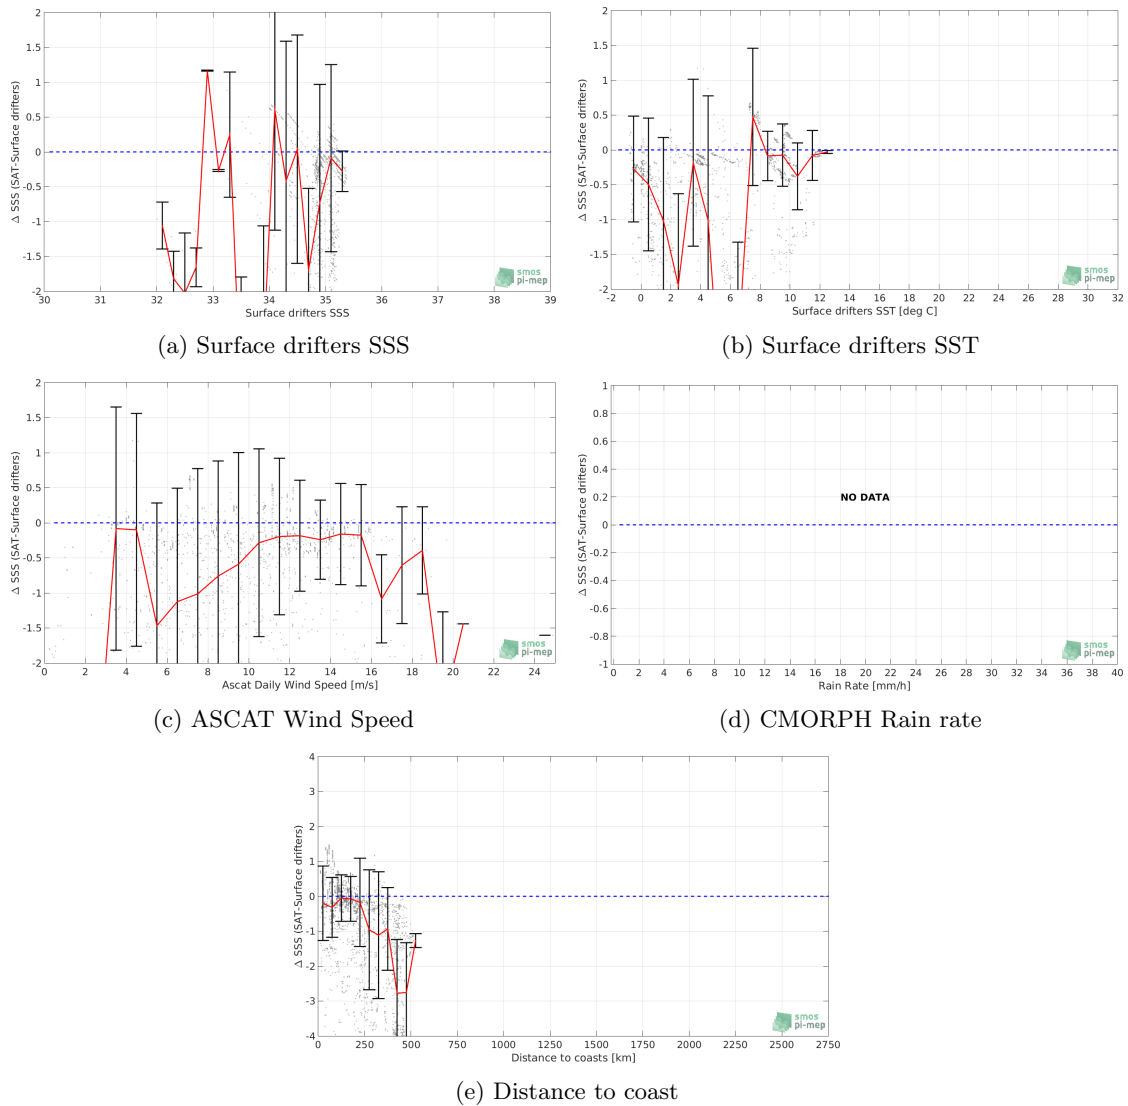 2
1.5
1
0.5
0
-0.5
-1
-1.5
-2
Δ SSS (SAT-Surface drifters)
30 31 32 33 34 35 36 37 38 39
Surface drifters SSS
smos
pi-mep
(a) Surface drifters SSS
2
1.5
1
0.5
0
-0.5
-1
-1.5
-2
Δ SSS (SAT-Surface drifters)
-2 0 2 4 6 8 10 12 14 16 18 20 22 24 26 28 30 32
Surface drifters SST [deg C]
smos
pi-mep
(b) Surface drifters SST
2
1.5
1
0.5
0
-0.5
-1
-1.5
-2
Δ SSS (SAT-Surface drifters)
0 2 4 6 8 10 12 14 16 18 20 22 24
Ascat Daily Wind Speed [m/s]
smos
pi-mep
(c) ASCAT Wind Speed
1
0.8
0.6
0.4
0.2
0
-0.2
-0.4
-0.6
-0.8
-1
Δ SSS (SAT-Surface drifters)
NO DATA
0 2 4 6 8 10 12 14 16 18 20 22 24 26 28 30 32 34 36 38 40
Rain Rate [mm/h]
smos
pi-mep
(d) CMORPH Rain rate
4
3
2
1
0
-1
-2
-3
-4
Δ SSS (SAT-Surface drifters)
0 250 500 750 1000 1250 1500 1750 2000 2250 2500 2750
Distance to coasts [km]
smos
pi-mep
(e) Distance to coast